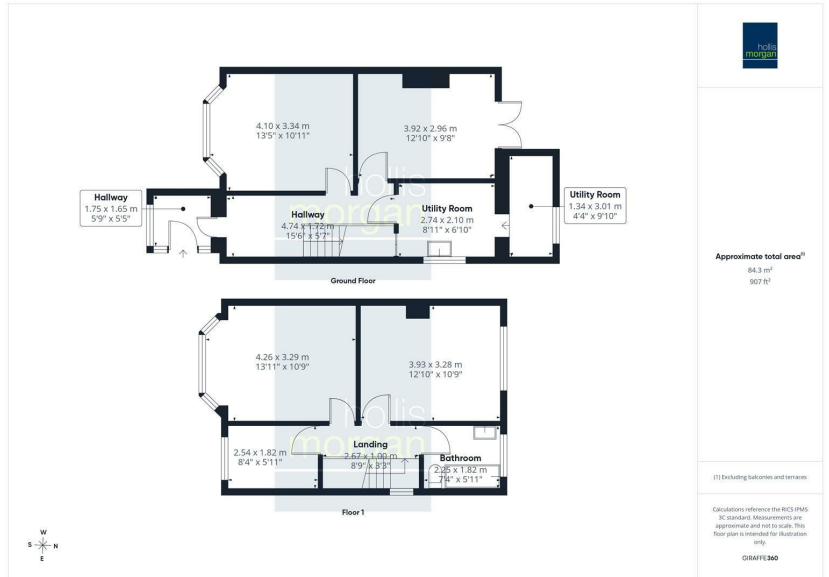 hollis
morgan
4.10 x 3.34 m
13'5" x 10'11"
3.92 x 2.96 m
12'10" x 9'8"
Hallway
1.75 x 1.65 m
5'9" x 5'5"
Hallway
4.74 x 1.72 m
15'6" x 5'7"
Utility Room
2.74 x 2.10 m
8'11" x 6'10"
Utility Room
1.34 x 3.01 m
4'4" x 9'10"
hollis
morgan
Ground Floor
Approximate total area(1)
84.3 m²
907 ft²
4.26 x 3.29 m
13'11" x 10'9"
3.93 x 3.28 m
12'10" x 10'9"
2.54 x 1.82 m
8'4" x 5'11"
Landing
2.67 x 1.00 m
8'9" x 3'3"
Bathroom
2.25 x 1.82 m
7'4" x 5'11"
hollis
morgan
Floor 1
(1) Excluding balconies and terraces
Calculations reference the RICS IPMS
3C standard. Measurements are
approximate and not to scale. This
floor plan is intended for illustration
only.
GIRAFFE360
W
S N
E